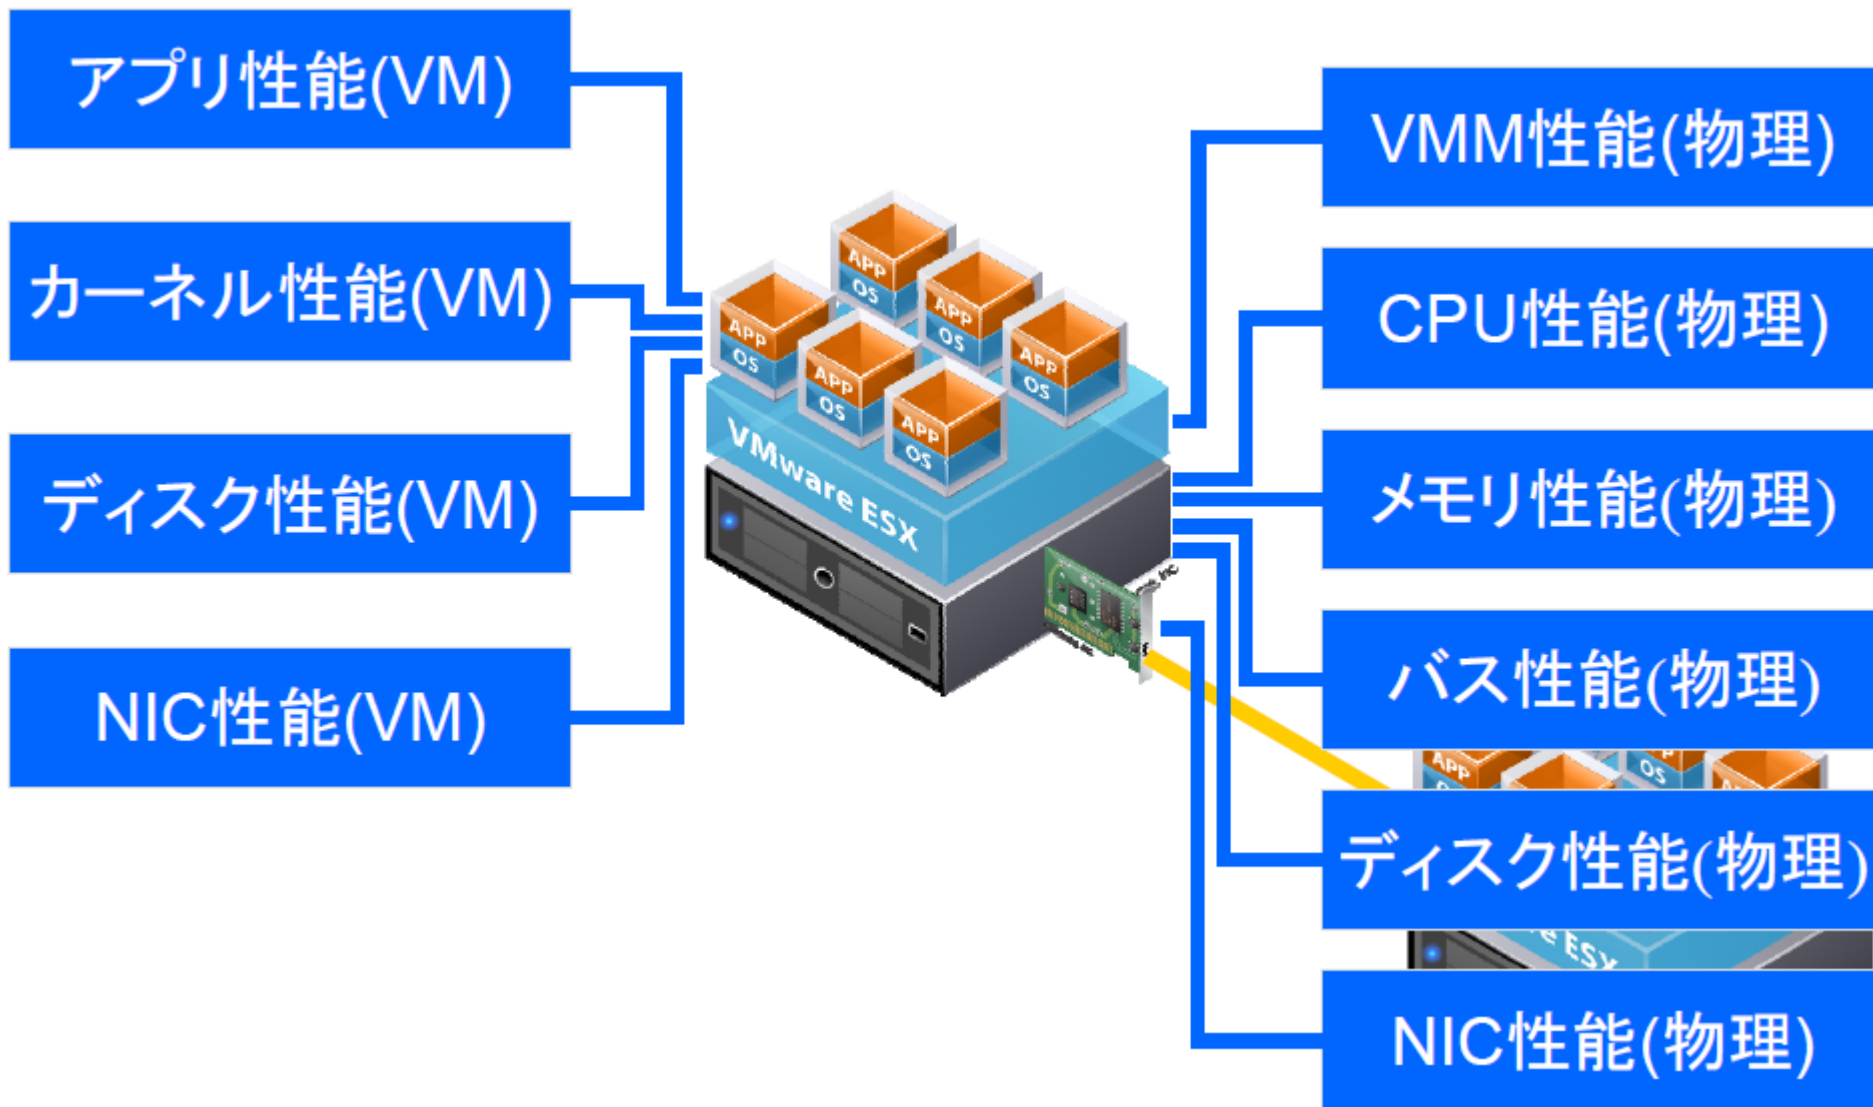 アプリ性能(VM)
カーネル性能(VM)
ディスク性能(VM)
NIC性能(VM)
APP
OS
APP
OS
APP
OS
APP
OS
APP
OS
APP
OS
VMware ESX
VMM性能(物理)
CPU性能(物理)
メモリ性能(物理)
バス性能(物理)
APP
OS
ディスク性能(物理)
ESX
NIC性能(物理)